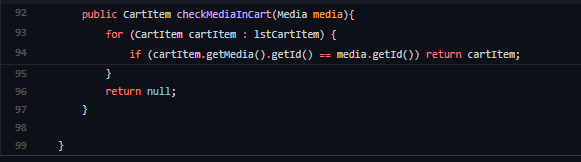 92 public CartItem checkMediaInCart(Media media){
93 for (CartItem cartItem : lstCartItem) {
94 if (cartItem.getMedia().getId() == media.getId()) return cartItem;
95 }
96 return null;
97 }
98
99 }